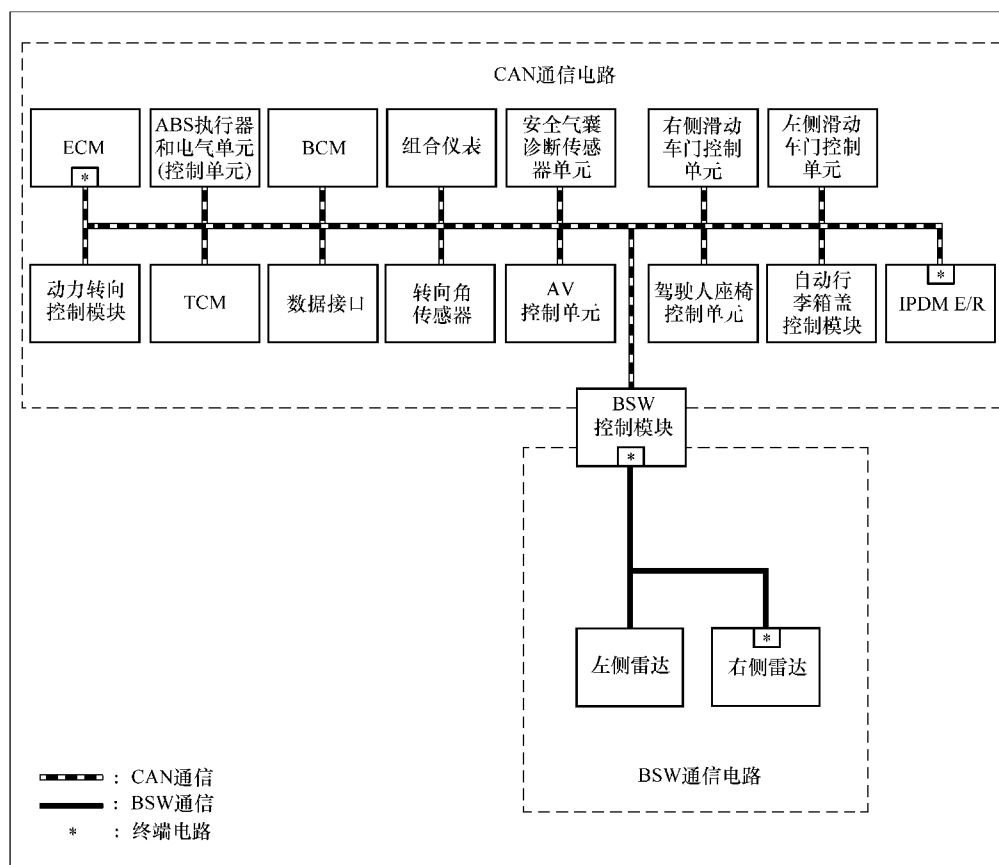 CAN通信电路
ECM
*
ABS执行器
和电气单元
(控制单元)
BCM
组合仪表
安全气囊
诊断传感
器单元
右侧滑动
车门控制
单元
左侧滑动
车门控制
单元
动力转向
控制模块
TCM
数据接口
转向角
传感器
AV
控制单元
驾驶人座椅
控制单元
自动行
李箱盖
控制模块
*
IPDM E/R
BSW
控制模块
*
左侧雷达
*
右侧雷达
BSW通信电路
：CAN通信
：BSW通信
* ：终端电路